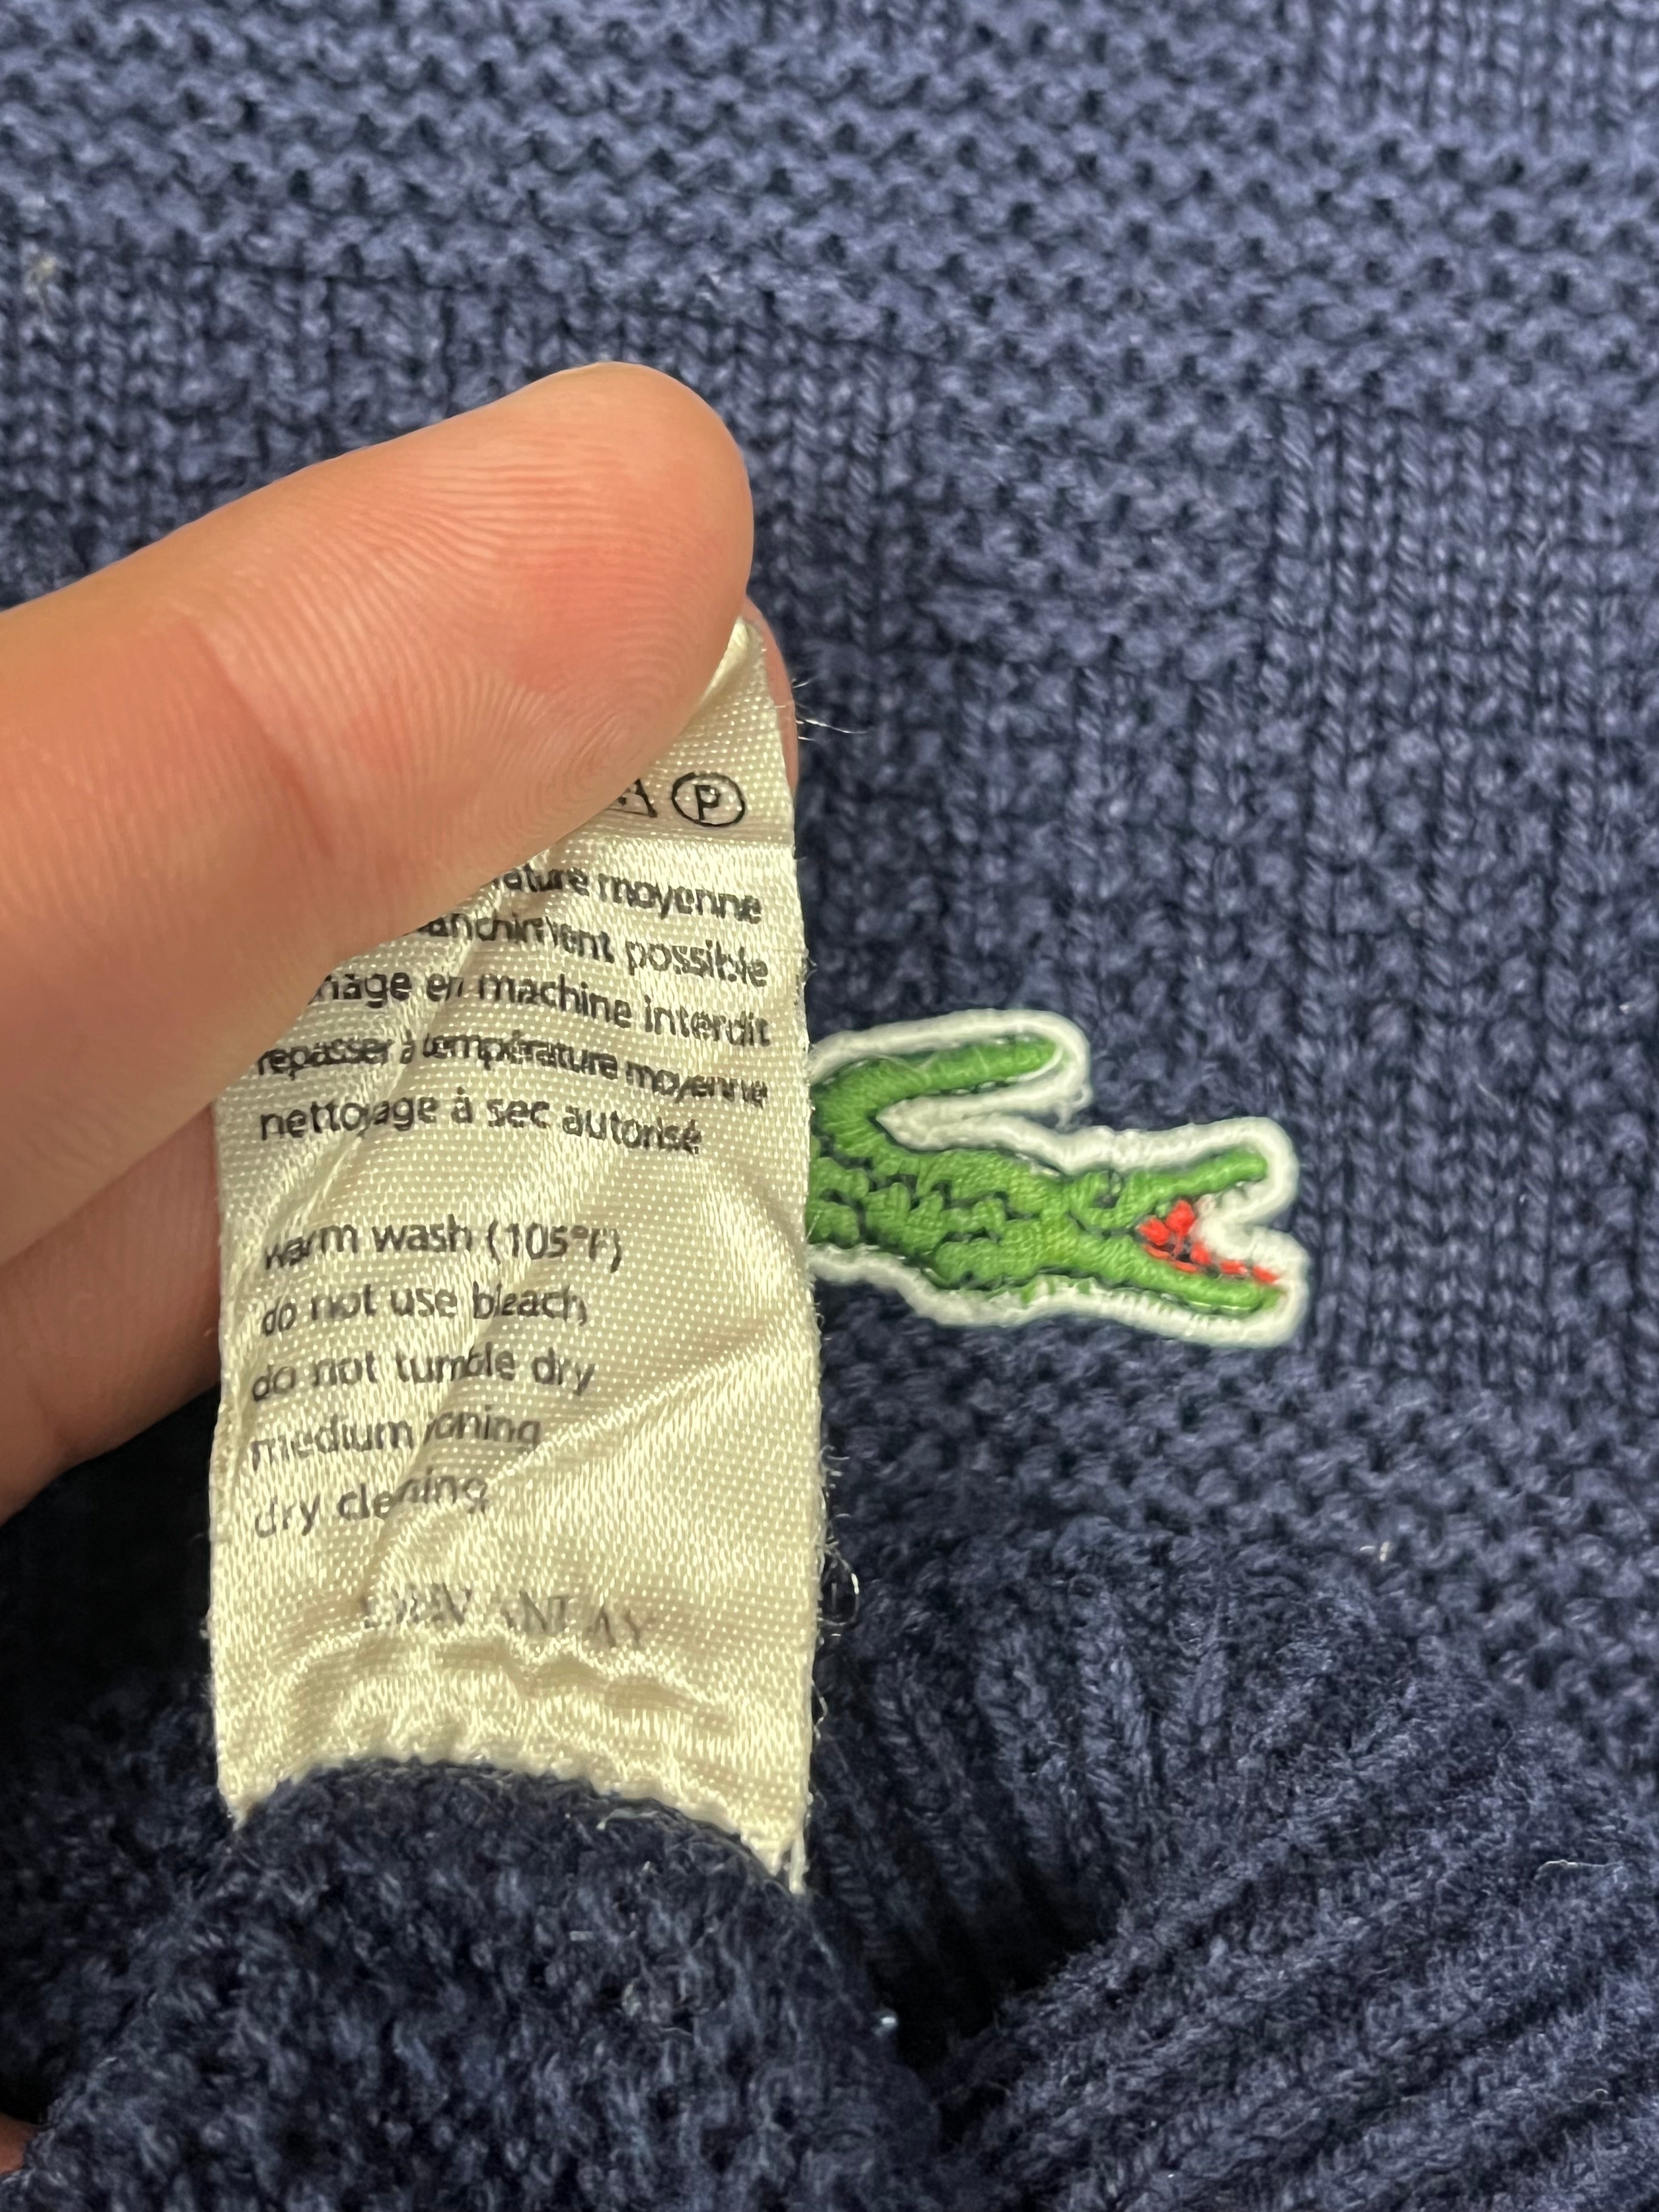 P
moyenne
possible
en machine interdit
repasser à température moyenne
nettoyage à sec autorisé
warm wash (105°F)
do not use bleach
do not tumble dry
medium ironing
dry cleaning